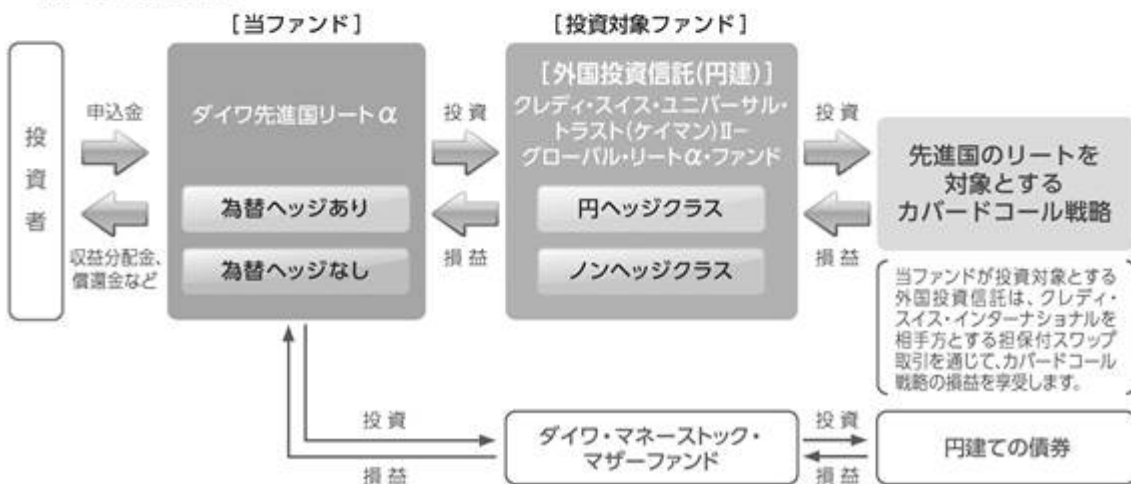 [当ファンド]
[投資対象ファンド]
投資者
申込金
収益分配金、
償還金など
ダイワ先進国リートα
為替ヘッジあり
為替ヘッジなし
投資
損益
[外国投資信託(円建)]
クレディ・スイス・ユニバーサル・
トラスト(ケイマン)Ⅱ-
グローバル・リートα・ファンド
円ヘッジクラス
ノンヘッジクラス
投資
損益
先進国のリートを
対象とする
カバードコール戦略
当ファンドが投資対象とする
外国投資信託は、クレディ・
スイス・インターナショナルを
相手方とする担保付スワップ
取引を通じて、カバードコール
戦略の損益を享受します。
投資
損益
ダイワ・マネーストック・
マザーファンド
投資
損益
円建ての債券